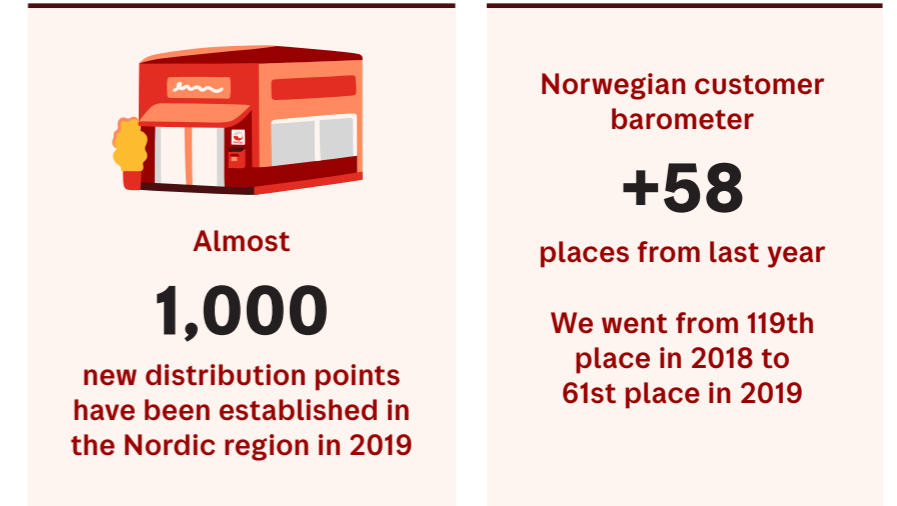 Almost
1,000
new distribution points
have been established in
the Nordic region in 2019
Norwegian customer
barometer
+58
places from last year
We went from 119th
place in 2018 to
61st place in 2019